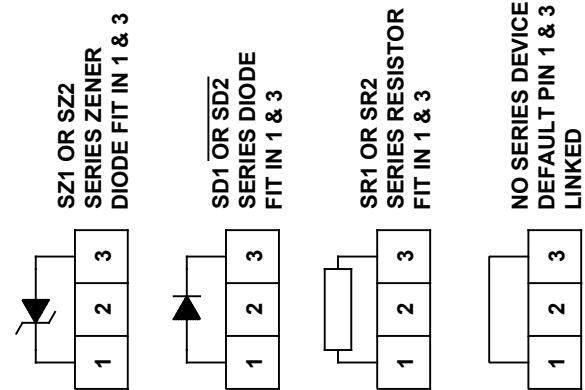 SZ1 OR SZ2
SERIES ZENER
DIODE FIT IN 1 & 3
1 2 3
SD1 OR SD2
SERIES DIODE
FIT IN 1 & 3
1 2 3
SR1 OR SR2
SERIES RESISTOR
FIT IN 1 & 3
1 2 3
NO SERIES DEVICE
DEFAULT PIN 1 & 3
LINKED
1 2 3